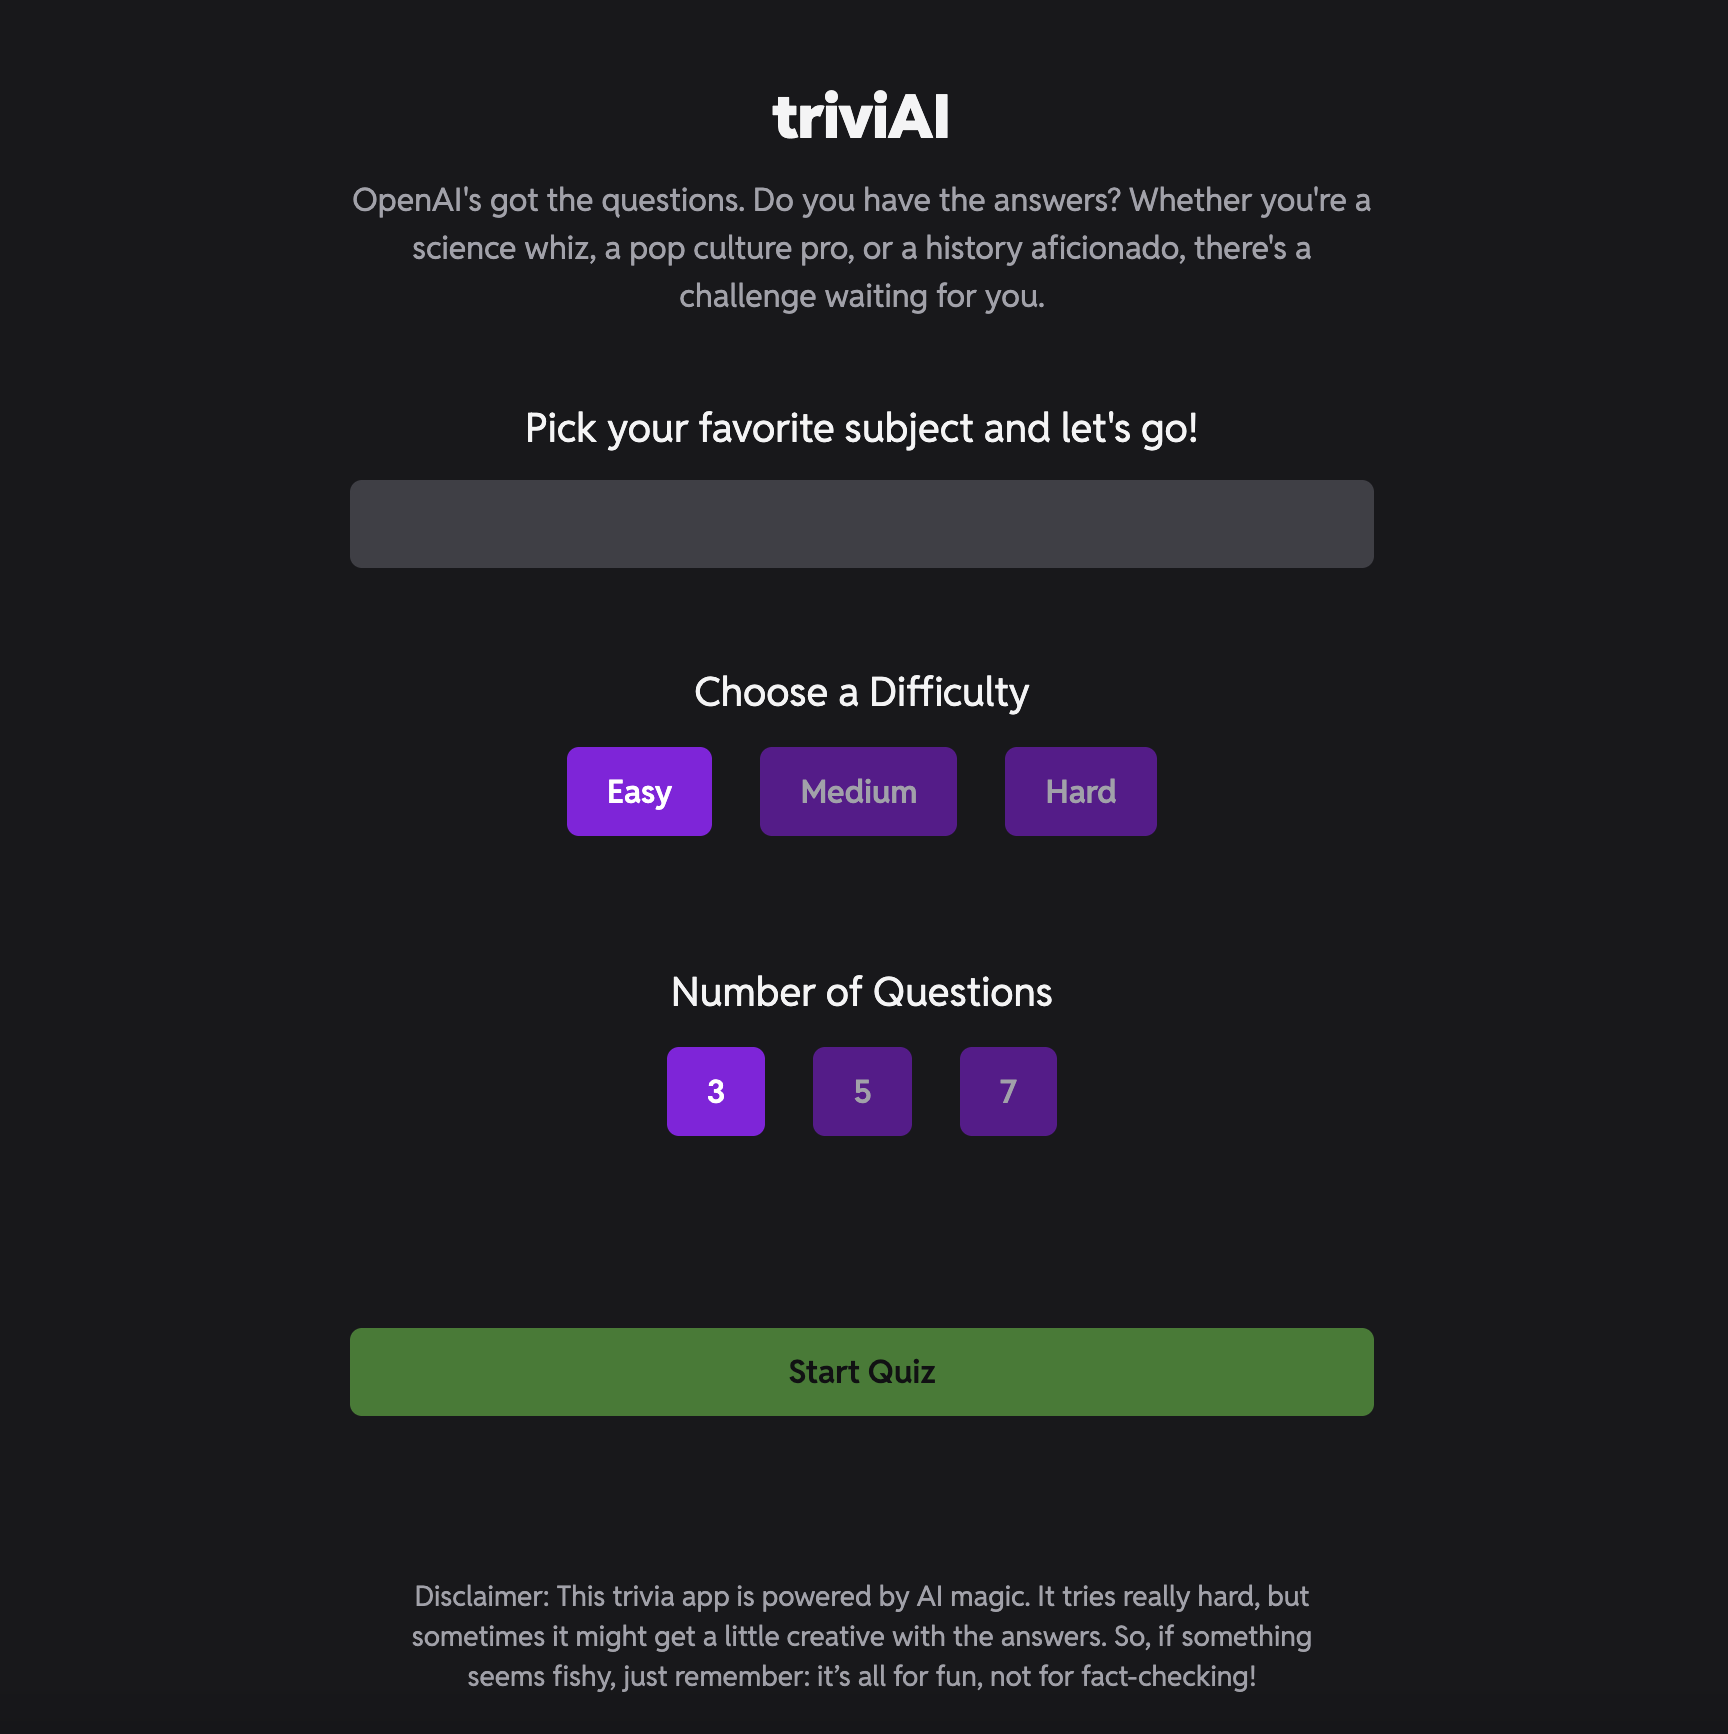 triviAI
OpenAI's got the questions. Do you have the answers? Whether you're a
science whiz, a pop culture pro, or a history aficionado, there's a
challenge waiting for you.
Pick your favorite subject and let's go!
Choose a Difficulty
Easy Medium Hard
Number of Questions
3 5 7
Start Quiz
Disclaimer: This trivia app is powered by AI magic. It tries really hard, but
sometimes it might get a little creative with the answers. So, if something
seems fishy, just remember: it’s all for fun, not for fact-checking!